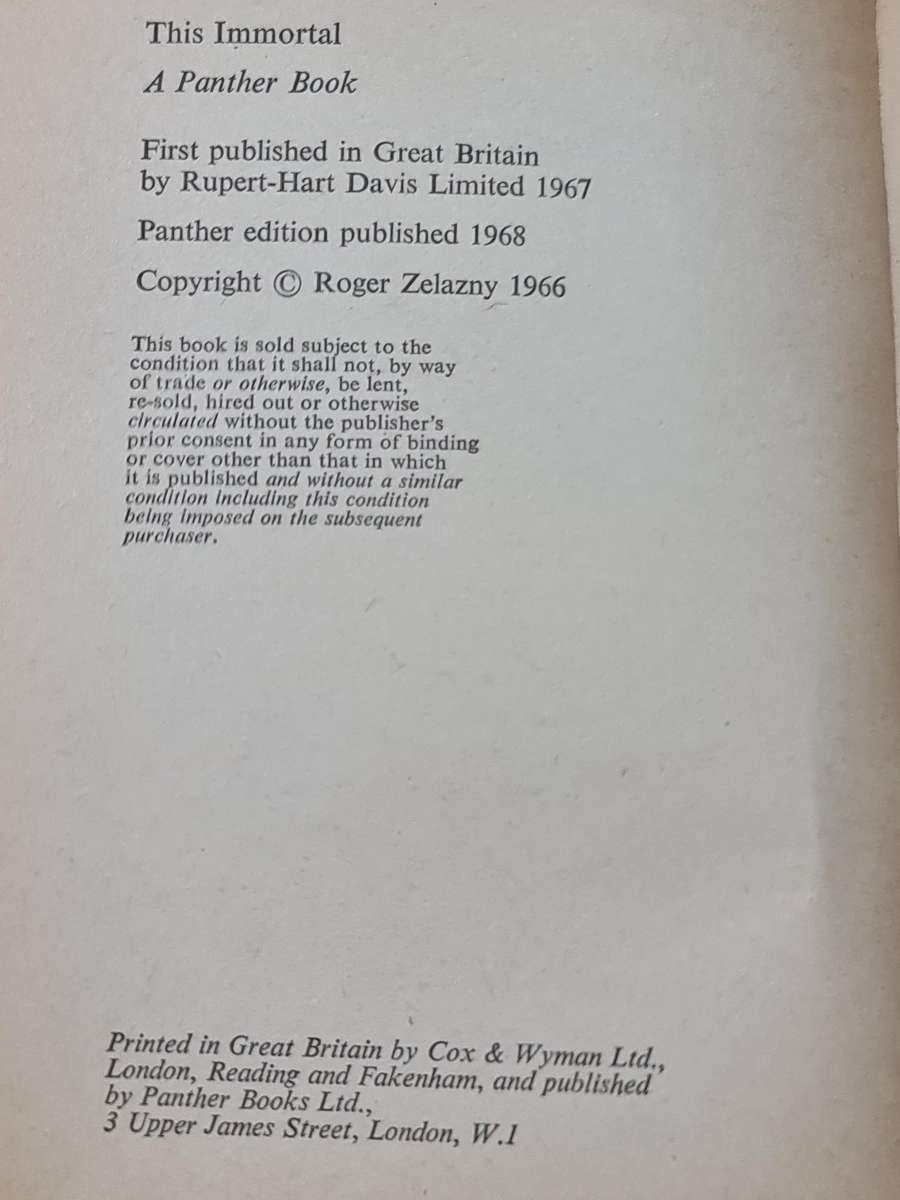 This Immortal
A Panther Book
First published in Great Britain
by Rupert-Hart Davis Limited 1967
Panther edition published 1968
Copyright © Roger Zelazny 1966
This book is sold subject to the
condition that it shall not, by way
of trade or otherwise, be lent,
re-sold, hired out or otherwise
circulated without the publisher's
prior consent in any form of binding
or cover other than that in which
it is published and without a similar
condition including this condition
being imposed on the subsequent
purchaser.
Printed in Great Britain by Cox & Wyman Ltd.,
London, Reading and Fakenham, and published
by Panther Books Ltd.,
3 Upper James Street, London, W.1